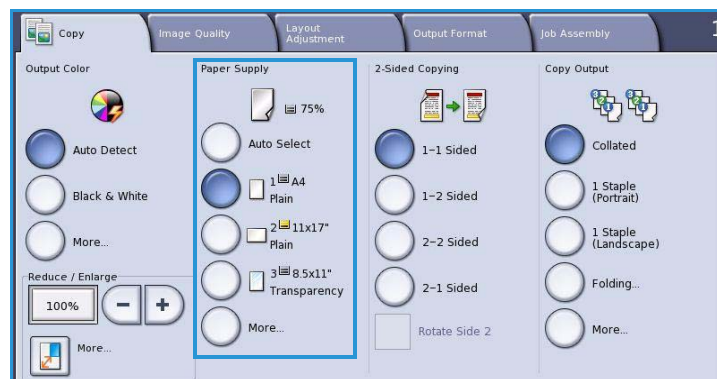 Copy
Image Quality
Layout
Adjustment
Output Format
Job Assembly
1
Output Color
Auto Detect
Black & White
More...
Reduce / Enlarge
100%
More...
Paper Supply
75%
Auto Select
1 A4
Plain
2 11x17"
Plain
3 8.5x11"
Transparency
More...
2-Sided Copying
1-1 Sided
1-2 Sided
2-2 Sided
2-1 Sided
Rotate Side 2
Copy Output
Collated
1 Staple
(Portrait)
1 Staple
(Landscape)
Folding...
More...